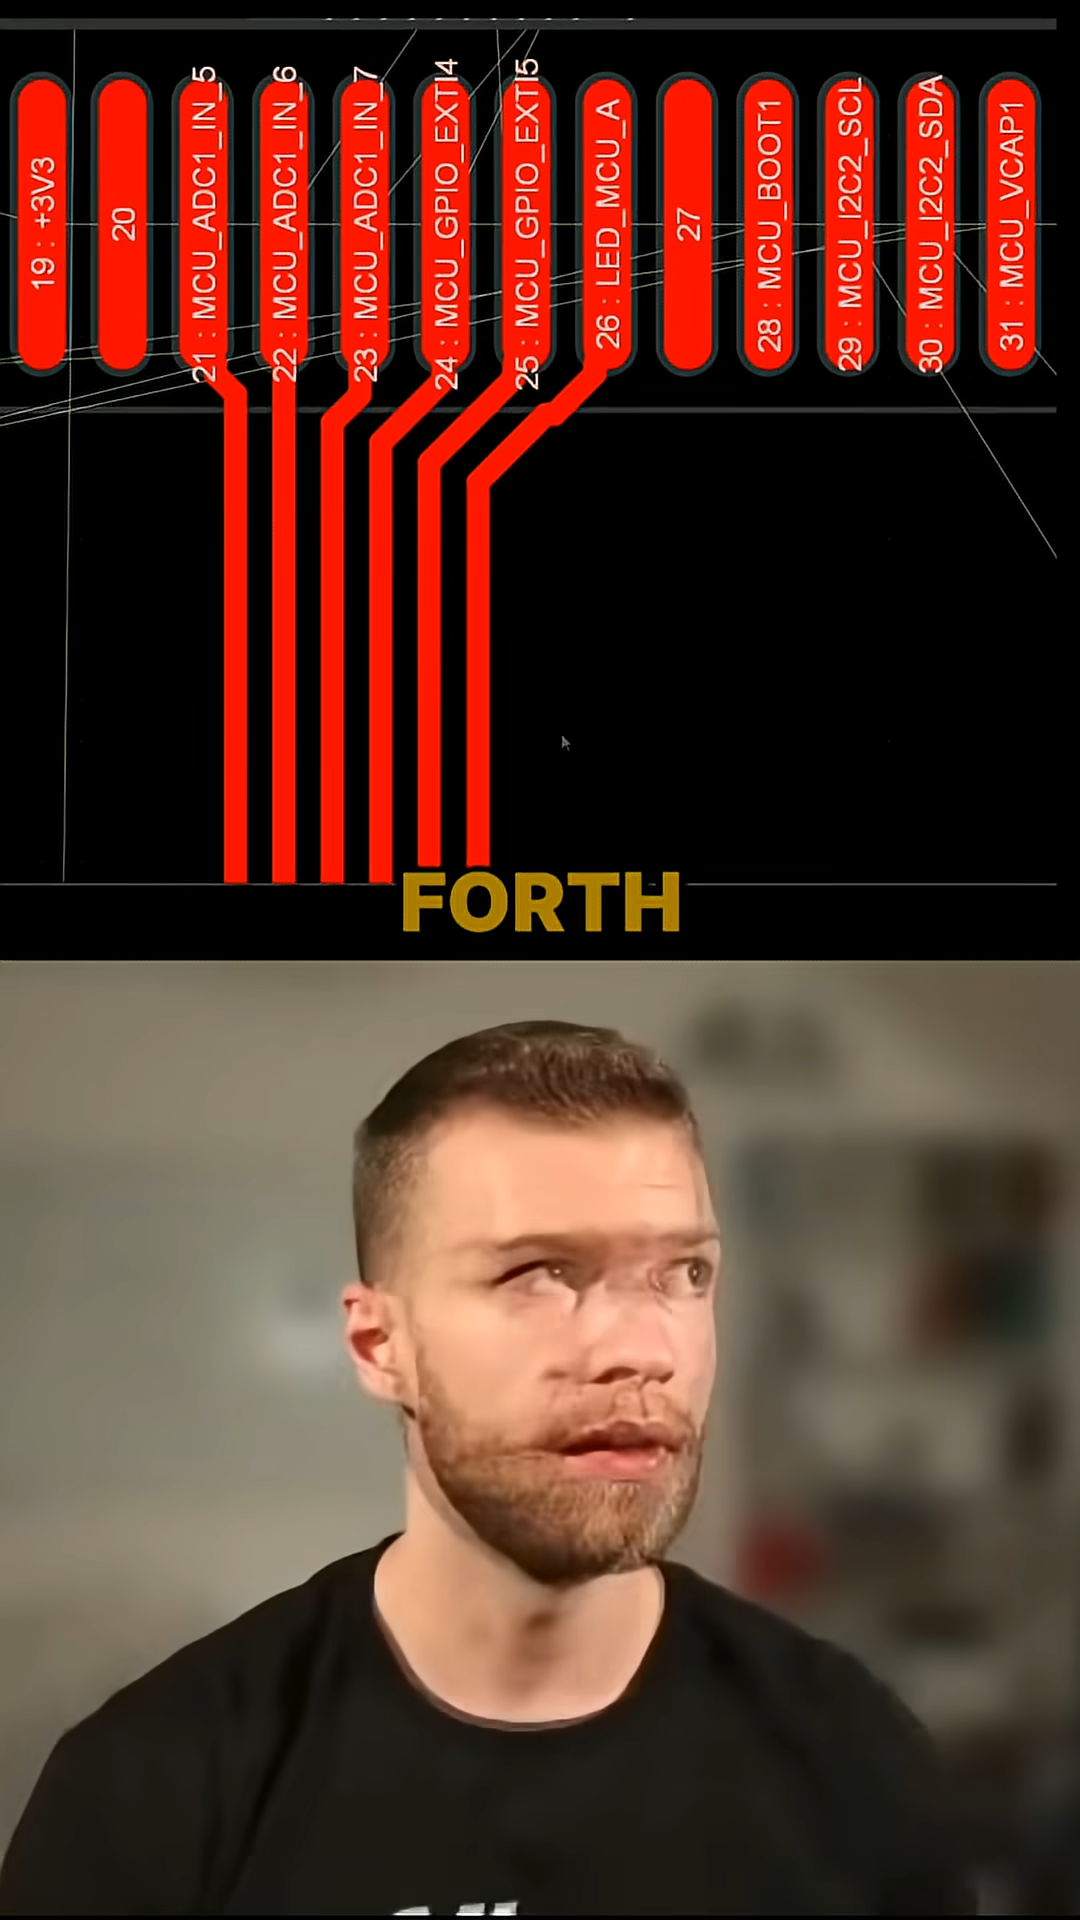 19 : +3V3
20
21 : MCU_ADC1_IN_5
22 : MCU_ADC1_IN_6
23 : MCU_ADC1_IN_7
24 : MCU_GPIO_EXTI4
25 : MCU_GPIO_EXTI5
26 : LED_MCU_A
27
28 : MCU_BOOT1
29 : MCU_I2C2_SCL
30 : MCU_I2C2_SDA
31 : MCU_VCAP1
FORTH